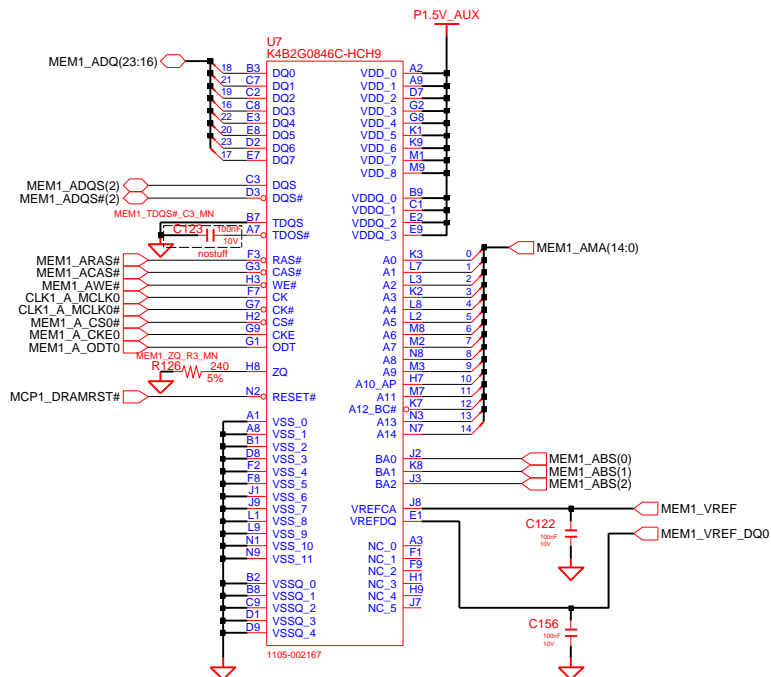 P1.5V_AUX
U7
K4B2G0846C-HCH9
MEM1_ADQ(23:16)
18 B3 DQ0 VDD_0 A2
21 C7 DQ1 VDD_1 A9
19 C2 DQ2 VDD_2 D7
16 C8 DQ3 VDD_3 G2
22 E3 DQ4 VDD_4 G8
20 E8 DQ5 VDD_5 K1
23 D2 DQ6 VDD_6 K9
17 E7 DQ7 VDD_7 M1
VDD_8 M9
MEM1_ADQS(2) C3 DQS
MEM1_ADQS#(2) D3 DQS# VDDQ_0 B9
VDDQ_1 C1
MEM1_TDQS#_C3_MN
B7 TDQS VDDQ_2 E2
C123 100nF A7 TDOS# VDDQ_3 E9
10V
nostuff
MEM1_AMA(14:0)
MEM1_ARAS# F3 RAS# A0 K3 0
MEM1_ACAS# G3 CAS# A1 L7 1
MEM1_AWE# H3 WE# A2 L3 2
CLK1_A_MCLK0 F7 CK A3 K2 3
CLK1_A_MCLK0# G7 CK# A4 L8 4
MEM1_A_CS0# H2 CS# A5 L2 5
MEM1_A_CKE0 G9 CKE A6 M8 6
MEM1_A_ODT0 G1 ODT A7 M2 7
MEM1_ZQ_R3_MN A8 N8 8
R126 240 H8 ZQ A9 M3 9
5% A10_AP H7 10
MCP1_DRAMRST# N2 RESET# A11 M7 11
A12_BC# K7 12
A1 VSS_0 A13 N3 13
A8 VSS_1 A14 N7 14
B1 VSS_2
D8 VSS_3 BA0 J2 MEM1_ABS(0)
F2 VSS_4 BA1 K8 MEM1_ABS(1)
F8 VSS_5 BA2 J3 MEM1_ABS(2)
J1 VSS_6
J9 VSS_7 VREFCA J8 MEM1_VREF
L1 VSS_8 VREFDQ E1
L9 VSS_9 C122 MEM1_VREF_DQ0
100nF
10V
N1 VSS_10 NC_0 A3
N9 VSS_11 NC_1 F1
NC_2 F9
B2 VSSQ_0 NC_3 H1
B8 VSSQ_1 NC_4 H9
C9 VSSQ_2 NC_5 J7
D1 VSSQ_3 C156
D9 VSSQ_4 100nF
10V
1105-002167